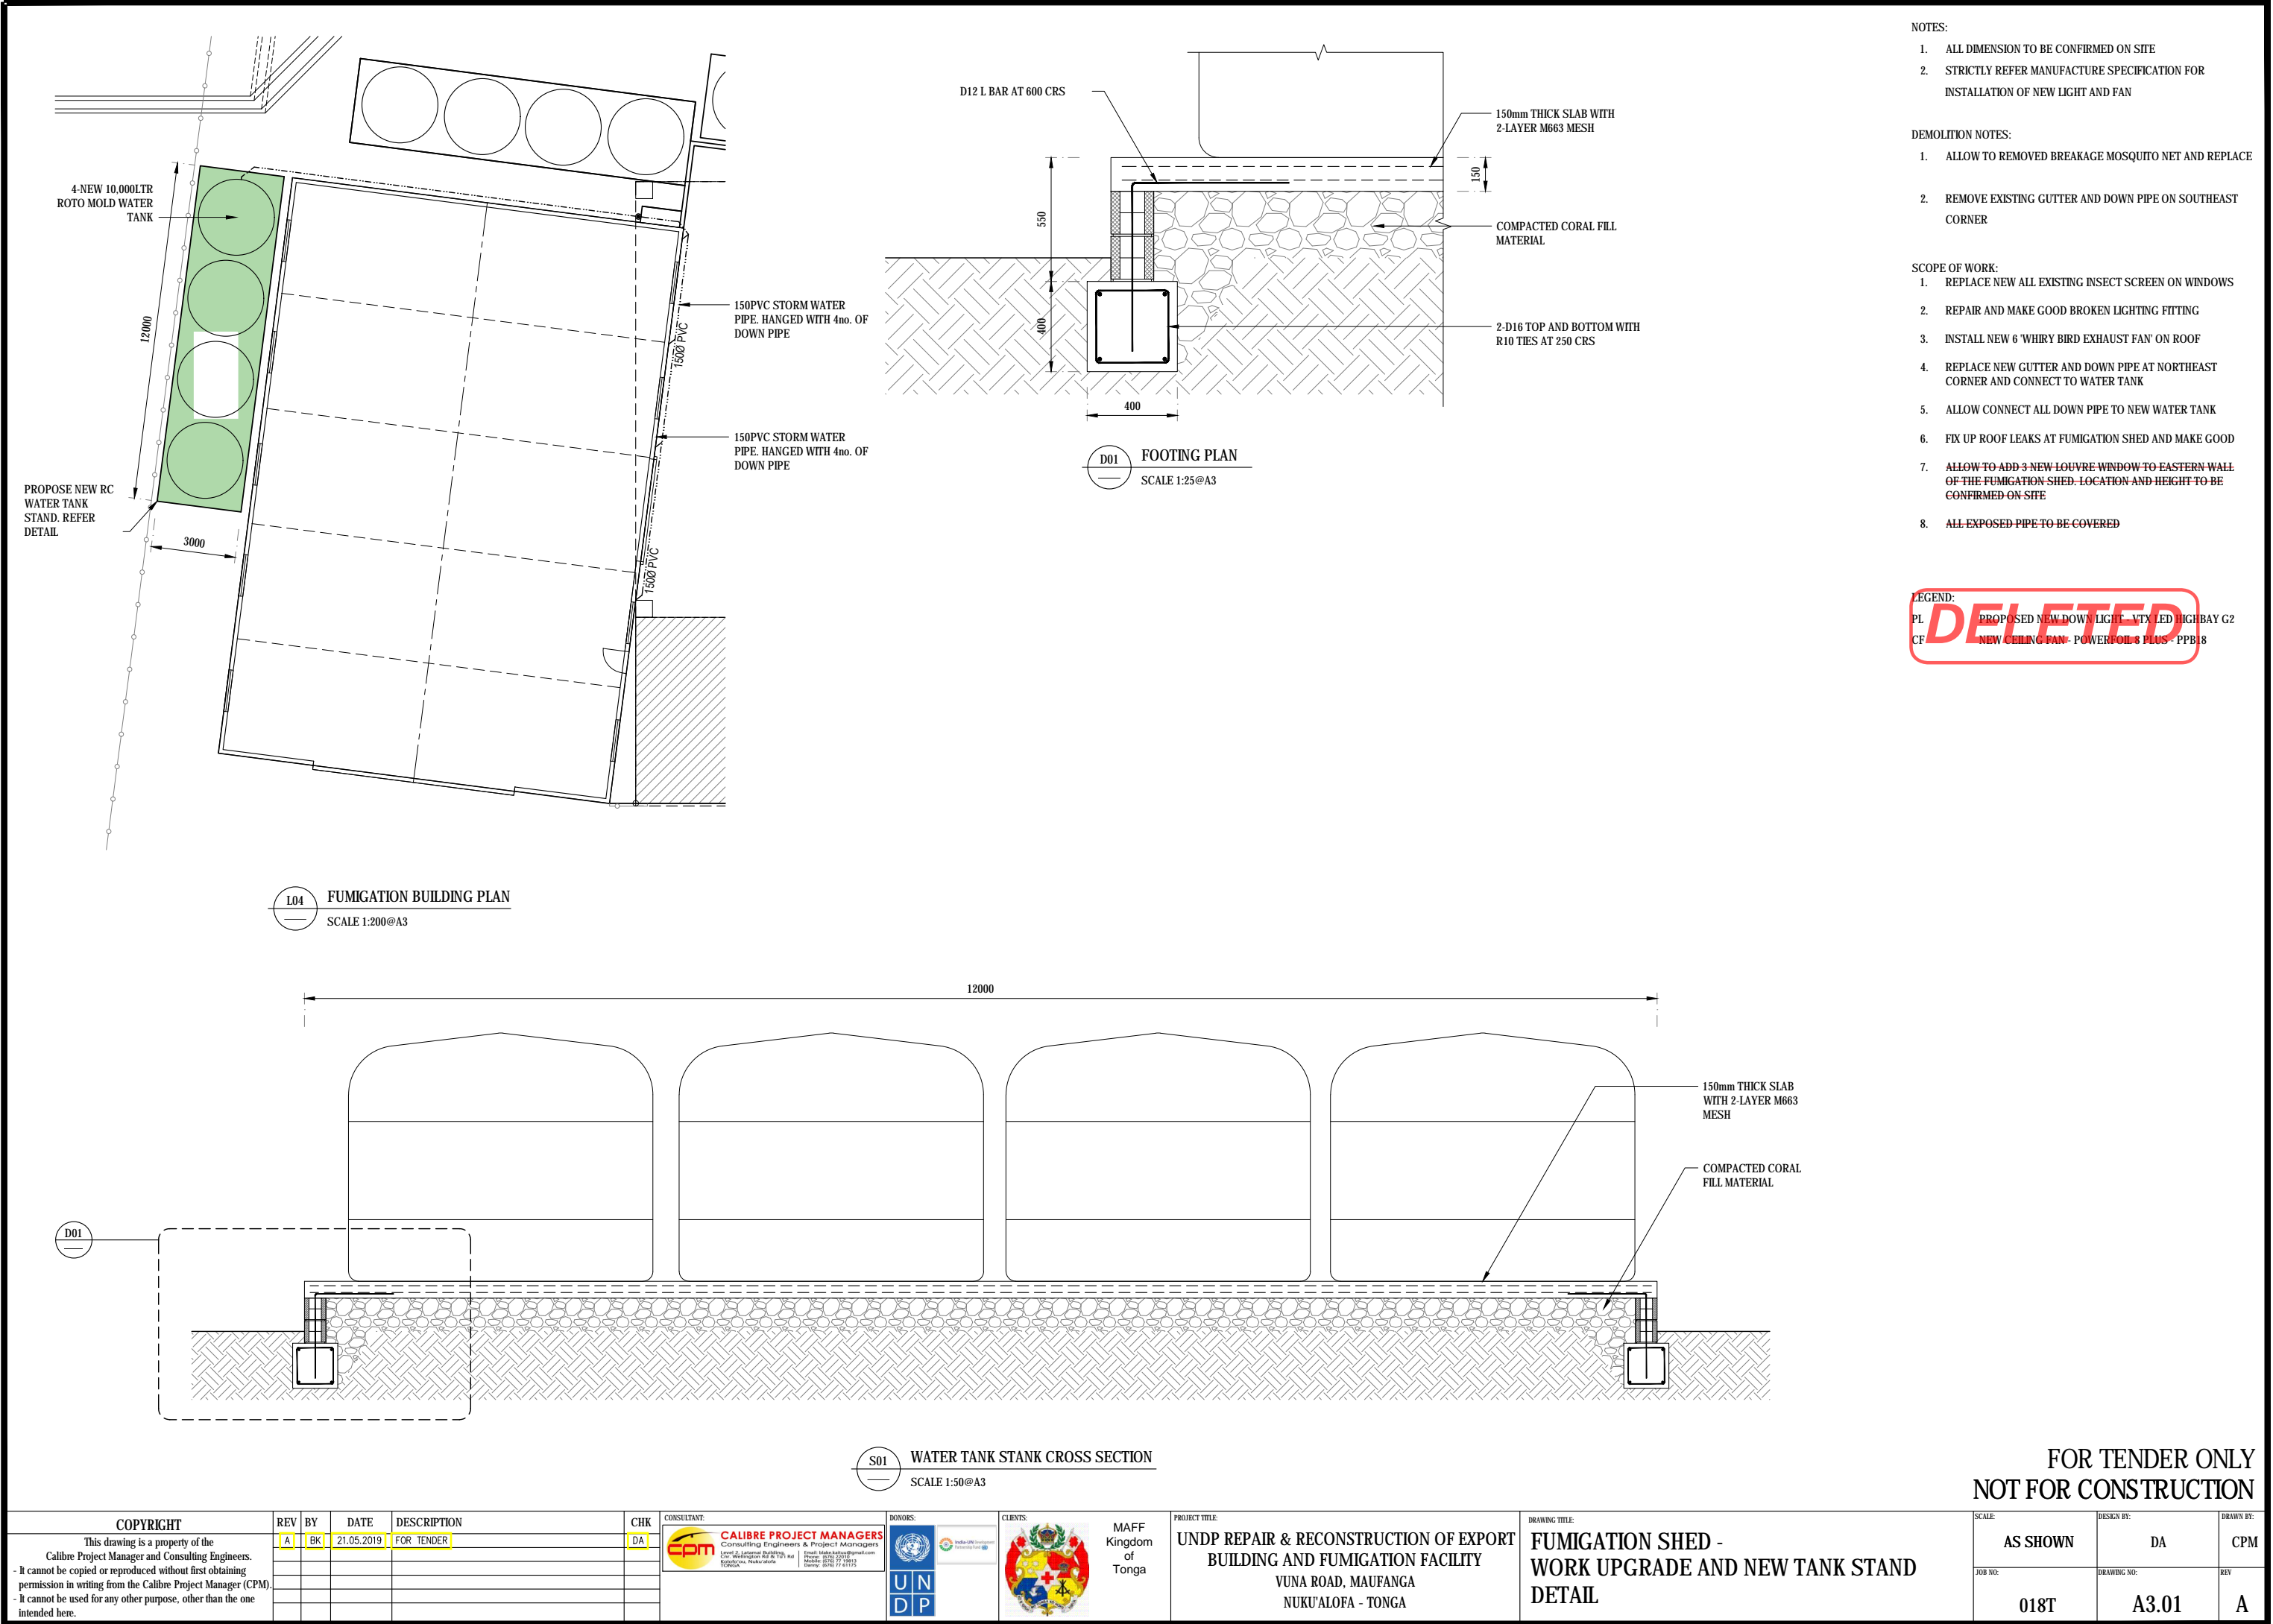 4-NEW 10,000LTR
ROTO MOLD WATER
TANK
12000
PROPOSE NEW RC
WATER TANK
STAND. REFER
DETAIL
3000
150PVC STORM WATER
PIPE. HANGED WITH 4no. OF
DOWN PIPE
150Ø PVC
150PVC STORM WATER
PIPE. HANGED WITH 4no. OF
DOWN PIPE
150Ø PVC
L04
FUMIGATION BUILDING PLAN
SCALE 1:200@A3
D12 L BAR AT 600 CRS
150mm THICK SLAB WITH
2-LAYER M663 MESH
150
550
COMPACTED CORAL FILL
MATERIAL
400
2-D16 TOP AND BOTTOM WITH
R10 TIES AT 250 CRS
400
D01
FOOTING PLAN
SCALE 1:25@A3
NOTES:
1. ALL DIMENSION TO BE CONFIRMED ON SITE
2. STRICTLY REFER MANUFACTURE SPECIFICATION FOR
INSTALLATION OF NEW LIGHT AND FAN
DEMOLITION NOTES:
1. ALLOW TO REMOVED BREAKAGE MOSQUITO NET AND REPLACE
2. REMOVE EXISTING GUTTER AND DOWN PIPE ON SOUTHEAST
CORNER
SCOPE OF WORK:
1. REPLACE NEW ALL EXISTING INSECT SCREEN ON WINDOWS
2. REPAIR AND MAKE GOOD BROKEN LIGHTING FITTING
3. INSTALL NEW 6 'WHIRY BIRD EXHAUST FAN' ON ROOF
4. REPLACE NEW GUTTER AND DOWN PIPE AT NORTHEAST
CORNER AND CONNECT TO WATER TANK
5. ALLOW CONNECT ALL DOWN PIPE TO NEW WATER TANK
6. FIX UP ROOF LEAKS AT FUMIGATION SHED AND MAKE GOOD
7. ALLOW TO ADD 3 NEW LOUVRE WINDOW TO EASTERN WALL
OF THE FUMIGATION SHED. LOCATION AND HEIGHT TO BE
CONFIRMED ON SITE
8. ALL EXPOSED PIPE TO BE COVERED
LEGEND:
DELETED
PL PROPOSED NEW DOWN LIGHT - VTX LED HIGHBAY G2
CF NEW CEILING FAN - POWERFOIL 8 PLUS - PPB18
12000
150mm THICK SLAB
WITH 2-LAYER M663
MESH
COMPACTED CORAL
FILL MATERIAL
D01
S01
WATER TANK STANK CROSS SECTION
SCALE 1:50@A3
FOR TENDER ONLY
NOT FOR CONSTRUCTION
COPYRIGHT
This drawing is a property of the
Calibre Project Manager and Consulting Engineers.
- It cannot be copied or reproduced without first obtaining
permission in writing from the Calibre Project Manager (CPM).
- It cannot be used for any other purpose, other than the one
intended here.
REV BY DATE DESCRIPTION CHK
A BK 21.05.2019 FOR TENDER DA
CONSULTANT:
cpm
CALIBRE PROJECT MANAGERS
Consulting Engineers & Project Managers
DONORS:
UN
DP
CLIENTS:
MAFF
Kingdom
of
Tonga
PROJECT TITLE:
UNDP REPAIR & RECONSTRUCTION OF EXPORT
BUILDING AND FUMIGATION FACILITY
VUNA ROAD, MAUFANGA
NUKU'ALOFA - TONGA
DRAWING TITLE:
FUMIGATION SHED -
WORK UPGRADE AND NEW TANK STAND
DETAIL
SCALE:
AS SHOWN
DESIGN BY:
DA
DRAWN BY:
CPM
JOB NO:
018T
DRAWING NO:
A3.01
REV
A